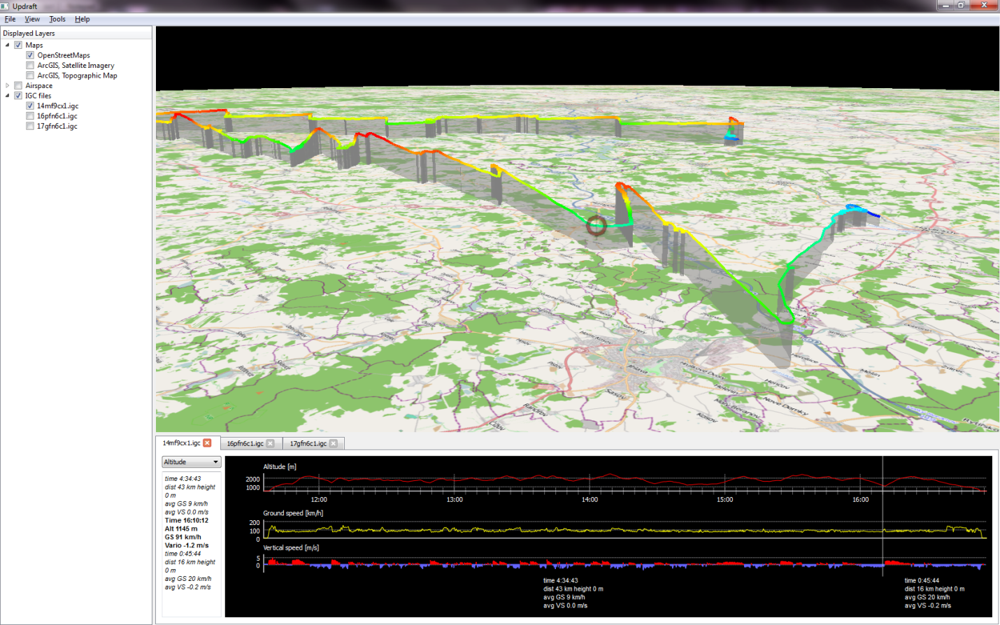 Updraft
File View Tools Help
Displayed Layers
Maps
OpenStreetMaps
ArcGIS, Satellite Imagery
ArcGIS, Topographic Map
Airspace
IGC files
14mf9cx1.igc
16pfn6c1.igc
17gfn6c1.igc
Jihlava
Sasov
Rančířov
Čížov
Kosov
Henčov
Heroltice
14mf9cx1.igc 16pfn6c1.igc 17gfn6c1.igc
Altitude
time 4:34:43
dist 43 km height
0 m
avg GS 9 km/h
avg VS 0.0 m/s
Time 16:10:12
Alt 1145 m
GS 91 km/h
Vario -1.2 m/s
time 0:45:44
dist 16 km height
0 m
avg GS 20 km/h
avg VS -0.2 m/s
Altitude [m]
2000
1000
12:00 13:00 14:00 15:00 16:00
Ground speed [km/h]
200
100
0
Vertical speed [m/s]
5
0
time 4:34:43
dist 43 km height 0 m
avg GS 9 km/h
avg VS 0.0 m/s
time 0:45:44
dist 16 km height 0 m
avg GS 20 km/h
avg VS -0.2 m/s